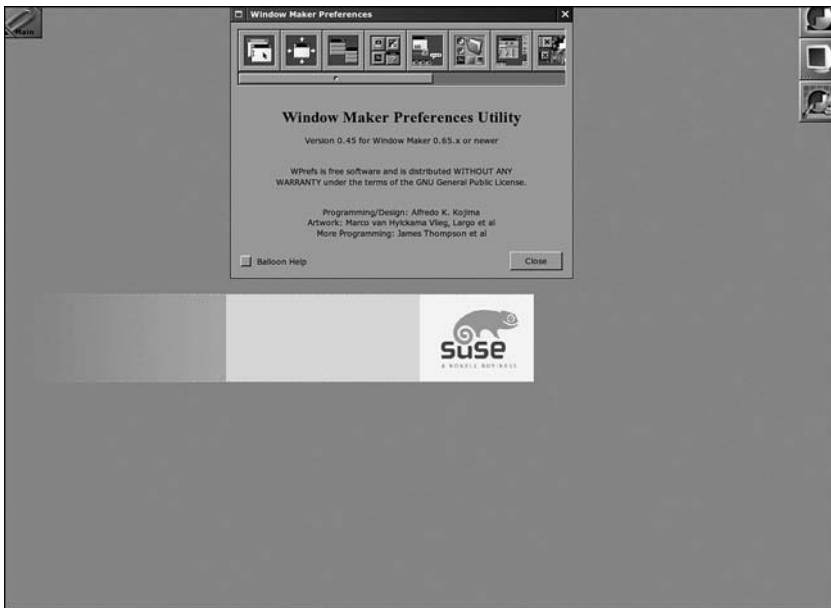 Main
Window Maker Preferences
Window Maker Preferences Utility
Version 0.45 for Window Maker 0.65.x or newer
WPrefs is free software and is distributed WITHOUT ANY
WARRANTY under the terms of the GNU General Public License.
Programming/Design: Alfredo K. Kojima
Artwork: Marco van Hylckama Vlieg, Largo et al
More Programming: James Thompson et al
Balloon Help
Close
SUSE
A NOVELL BUSINESS